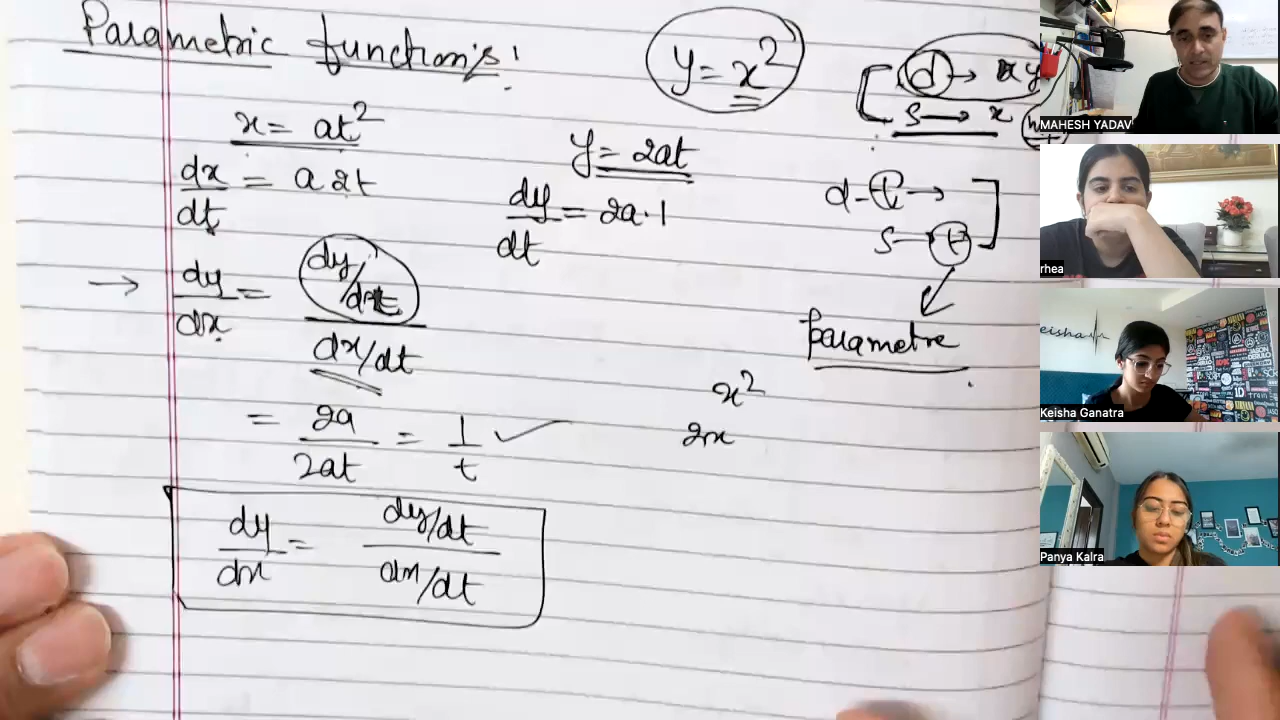 Parametric functions:
y = x²
x = at²
y = 2at
dx/dt = a 2t
dy/dt = 2a·1
→ dy/dx = dy/dt / dx/dt
= 2a/2at = 1/t ✓
dy/dx = dy/dt / dx/dt
d → x y
s → x
d - t →
s → t
parametre
x²
2x
MAHESH YADAV
rhea
keisha
Keisha Ganatra
Panya Kalra